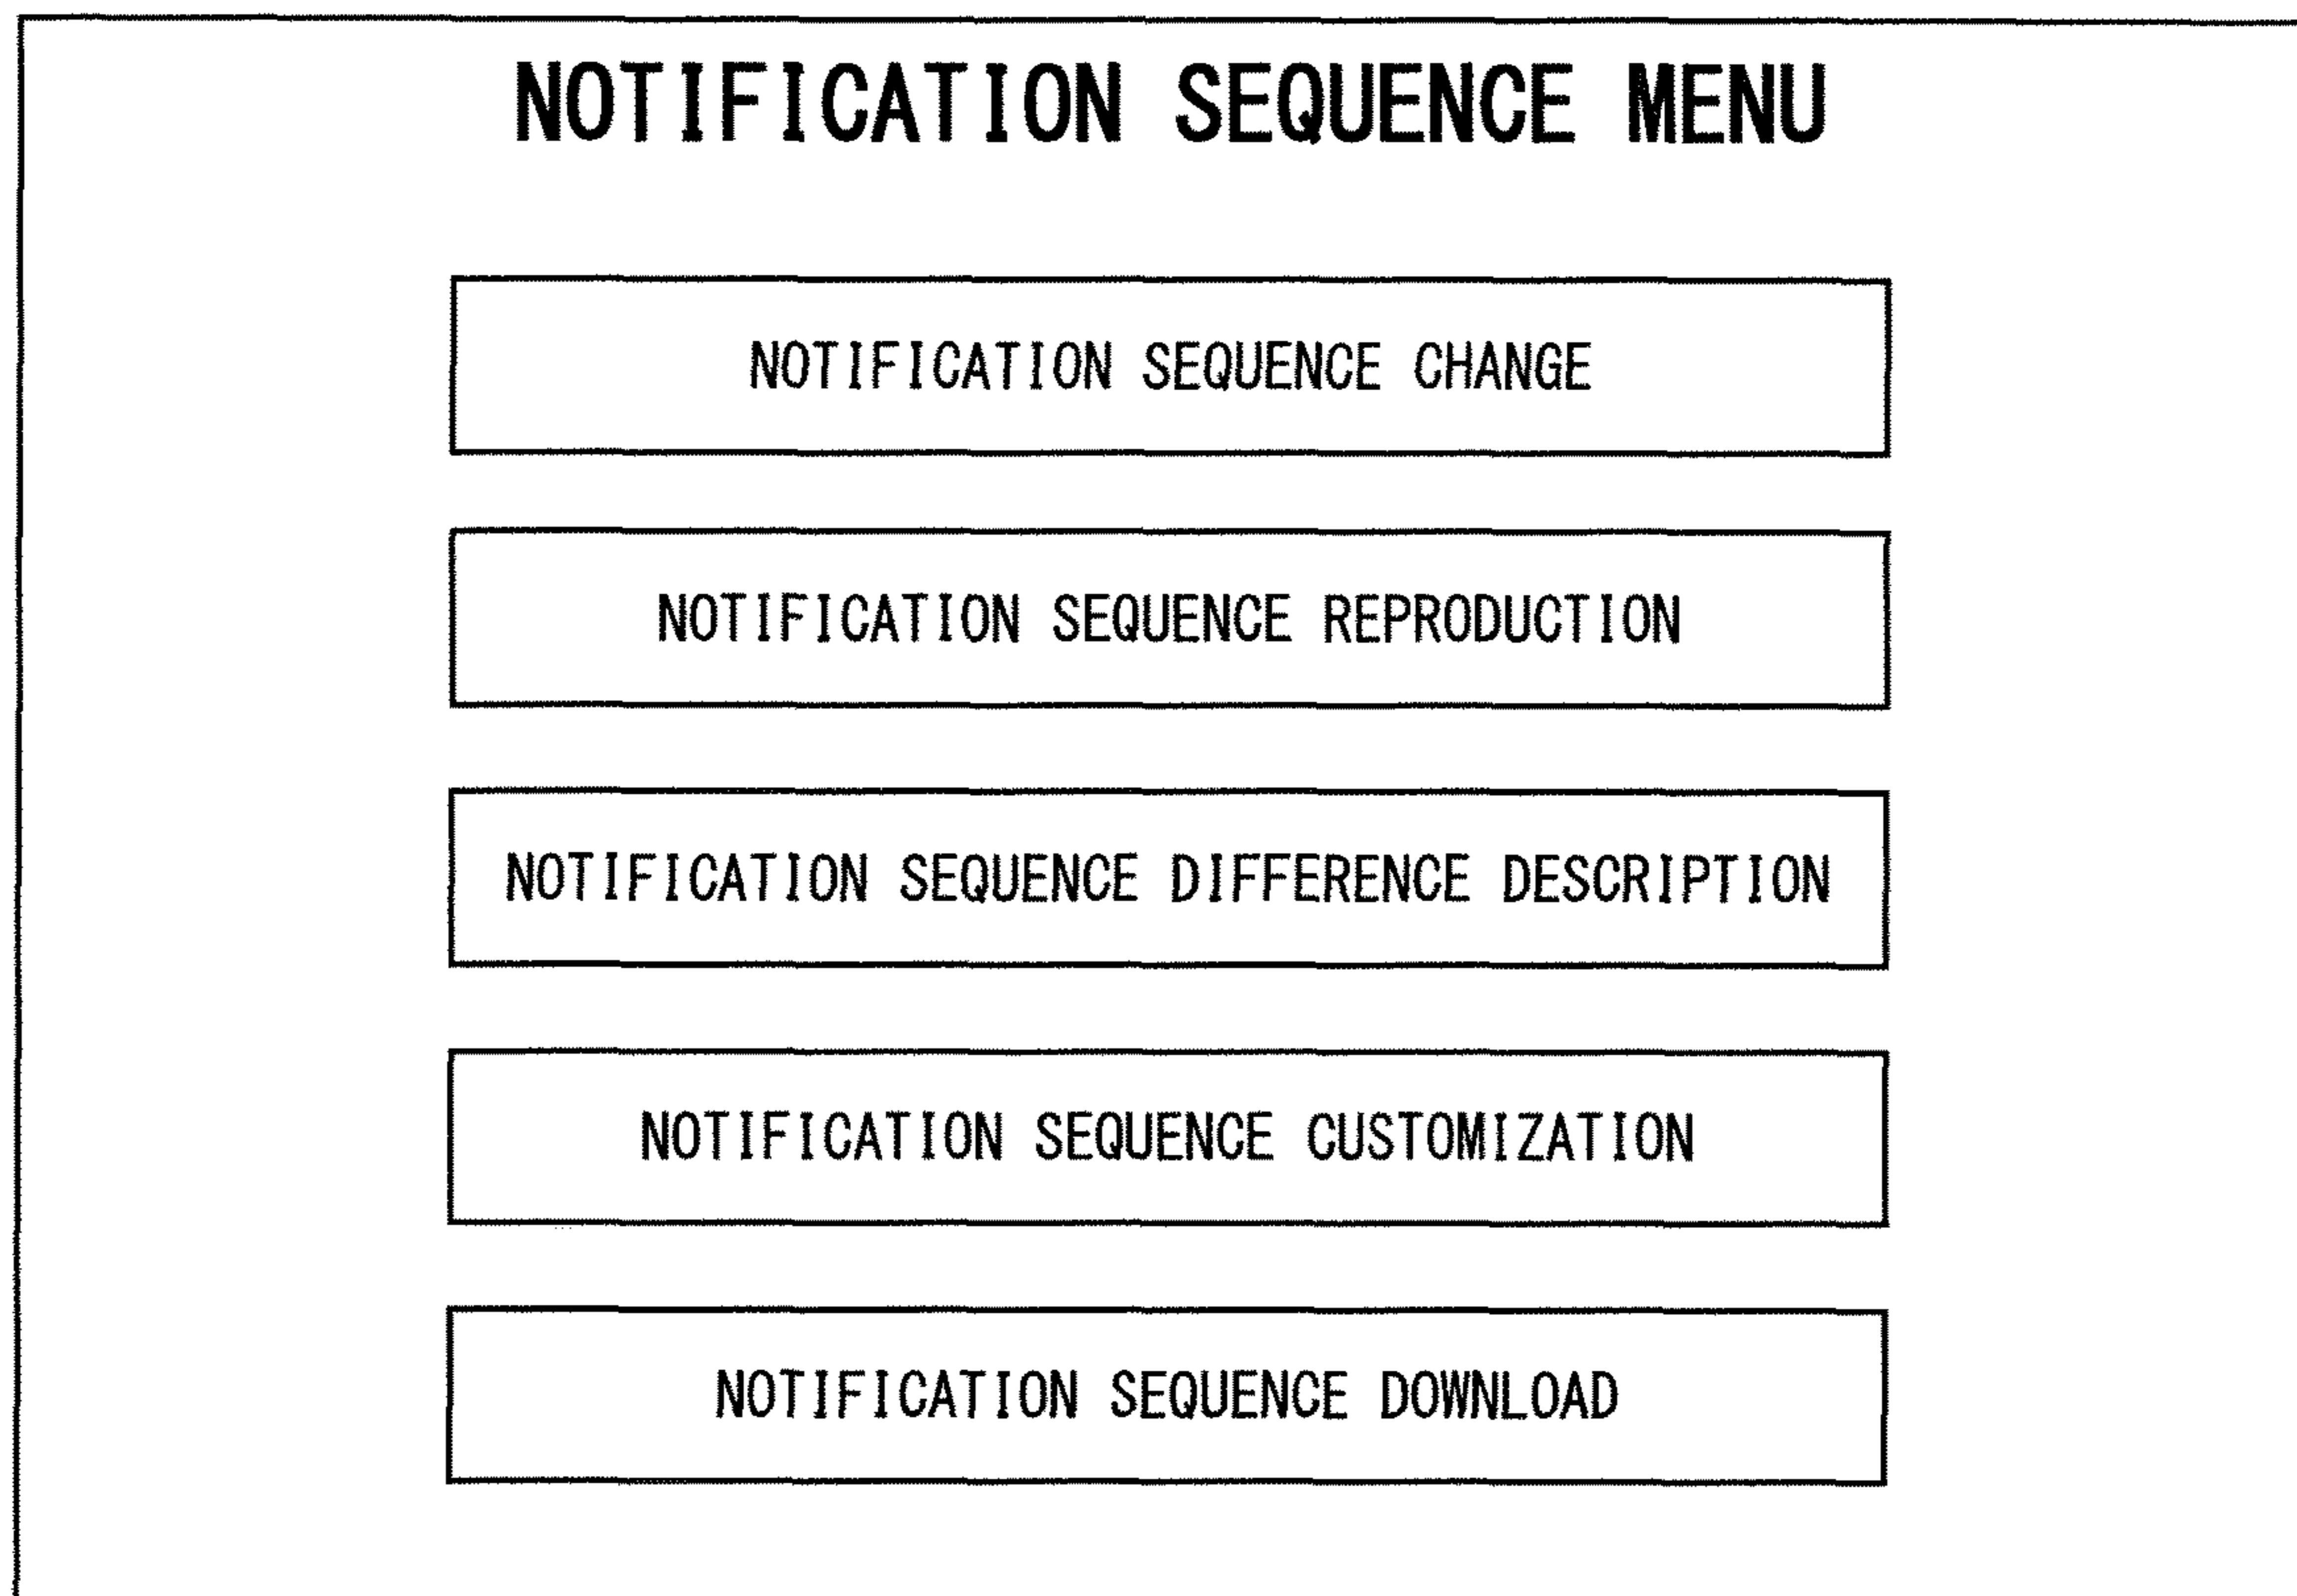 NOTIFICATION SEQUENCE MENU
NOTIFICATION SEQUENCE CHANGE
NOTIFICATION SEQUENCE REPRODUCTION
NOTIFICATION SEQUENCE DIFFERENCE DESCRIPTION
NOTIFICATION SEQUENCE CUSTOMIZATION
NOTIFICATION SEQUENCE DOWNLOAD